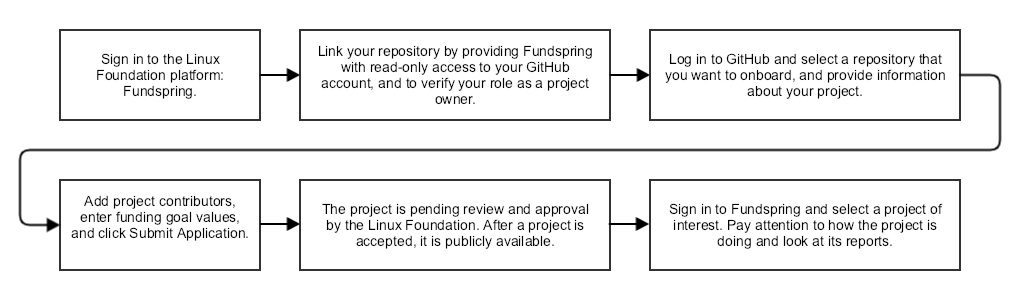 Sign in to the Linux
Foundation platform:
Fundspring.
Link your repository by providing Fundspring
with read-only access to your GitHub
account, and to verify your role as a project
owner.
Log in to GitHub and select a repository that
you want to onboard, and provide information
about your project.
Add project contributors,
enter funding goal values,
and click Submit Application.
The project is pending review and approval
by the Linux Foundation. After a project is
accepted, it is publicly available.
Sign in to Fundspring and select a project of
interest. Pay attention to how the project is
doing and look at its reports.